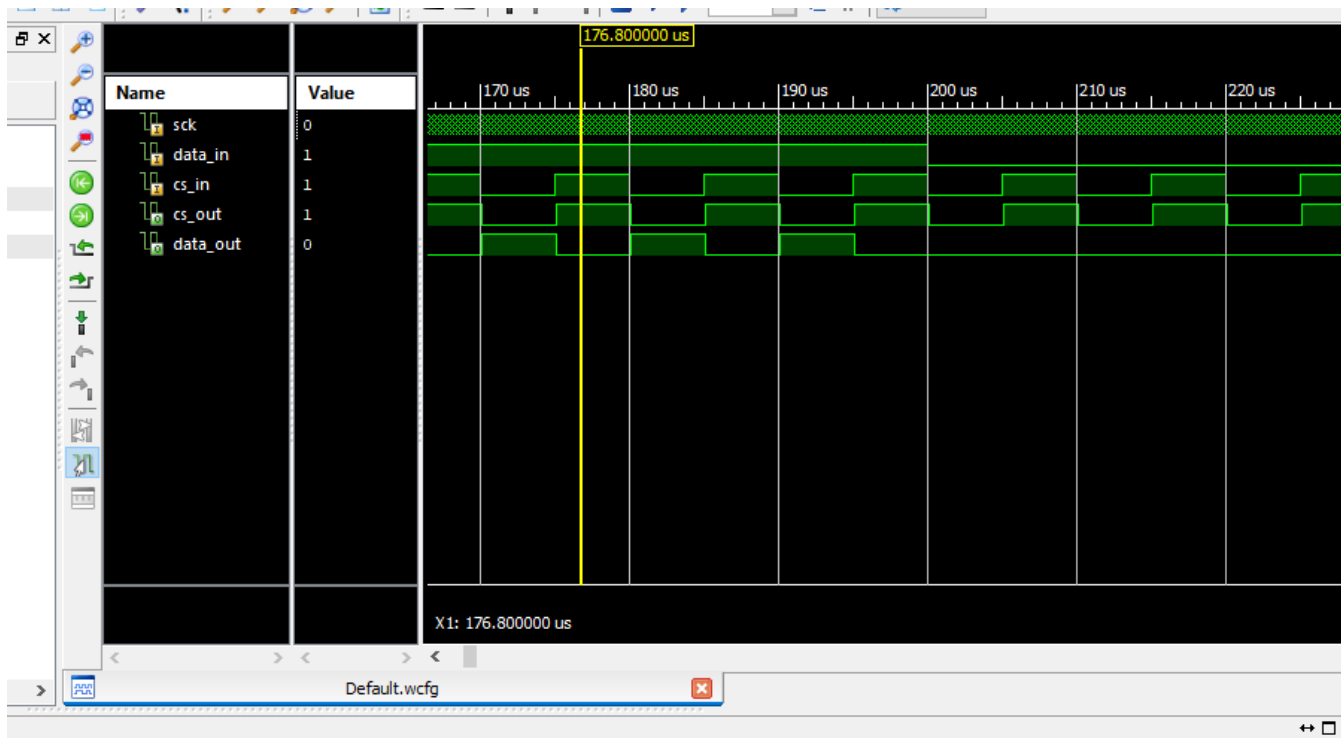 176.800000 us
Name Value
170 us 180 us 190 us 200 us 210 us 220 us
sck 0
data_in 1
cs_in 1
cs_out 1
data_out 0
X1: 176.800000 us
Default.wcfg